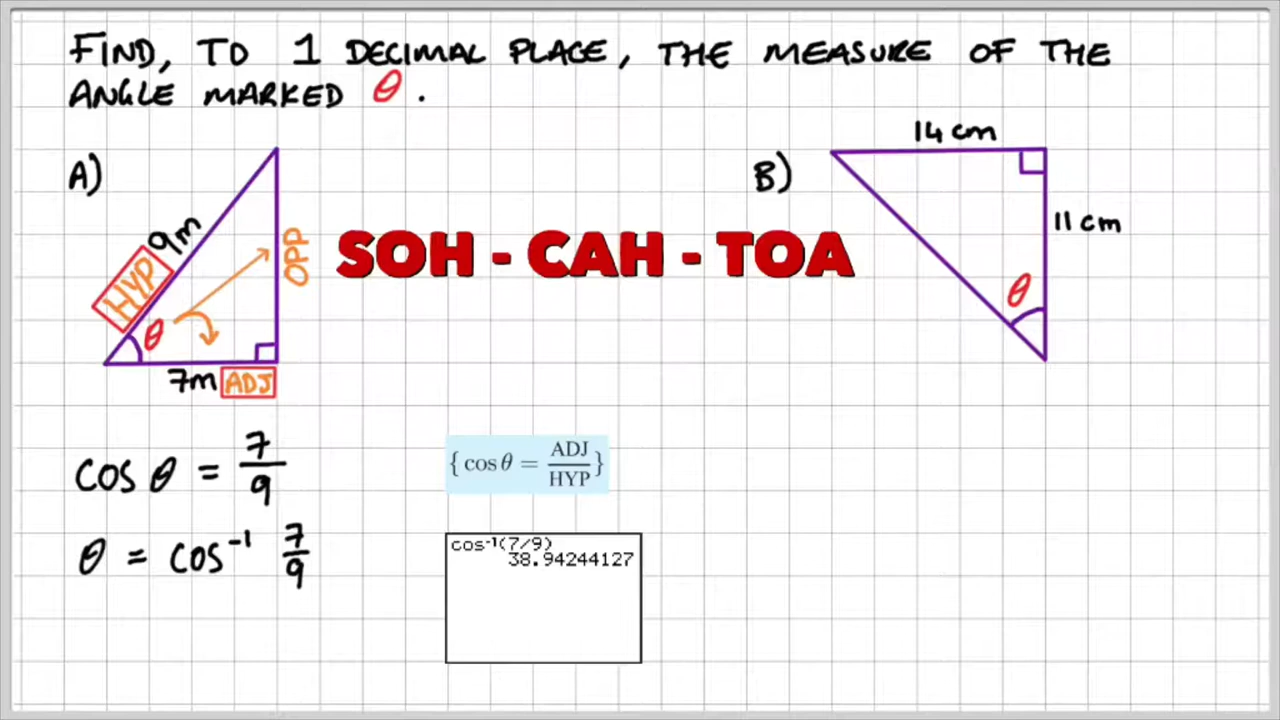 FIND, TO 1 DECIMAL PLACE, THE MEASURE OF THE
ANGLE MARKED θ.
A)
9m
HYP
θ
OPP
7m ADJ
SOH - CAH - TOA
B)
14 cm
11 cm
θ
cos θ = 7/9
{cos θ = ADJ/HYP}
θ = cos⁻¹ 7/9
cos⁻¹(7/9)
38.94244127